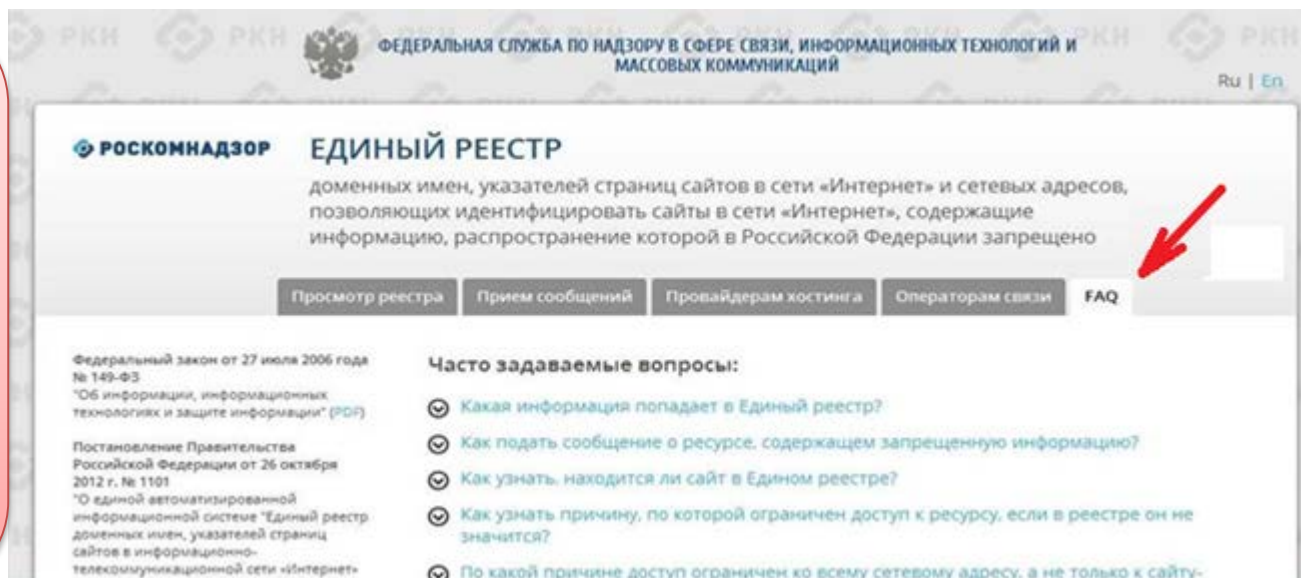 ФЕДЕРАЛЬНАЯ СЛУЖБА ПО НАДЗОРУ В СФЕРЕ СВЯЗИ, ИНФОРМАЦИОННЫХ ТЕХНОЛОГИЙ И
МАССОВЫХ КОММУНИКАЦИЙ
Ru | En
РОСКОМНАДЗОР
ЕДИНЫЙ РЕЕСТР
доменных имен, указателей страниц сайтов в сети «Интернет» и сетевых адресов,
позволяющих идентифицировать сайты в сети «Интернет», содержащие
информацию, распространение которой в Российской Федерации запрещено
Просмотр реестра
Прием сообщений
Провайдерам хостинга
Операторам связи
FAQ
Федеральный закон от 27 июля 2006 года
№ 149-ФЗ
"Об информации, информационных
технологиях и защите информации" (PDF)
Постановление Правительства
Российской Федерации от 26 октября
2012 г. № 1101
"О единой автоматизированной
информационной системе "Единый реестр
доменных имен, указателей страниц
сайтов в информационно-
телекоммуникационной сети «Интернет»
Часто задаваемые вопросы:
Какая информация попадает в Единый реестр?
Как подать сообщение о ресурсе, содержащем запрещенную информацию?
Как узнать, находится ли сайт в Едином реестре?
Как узнать причину, по которой ограничен доступ к ресурсу, если в реестре он не
значится?
По какой причине доступ ограничен ко всему сетевому адресу, а не только к сайту-